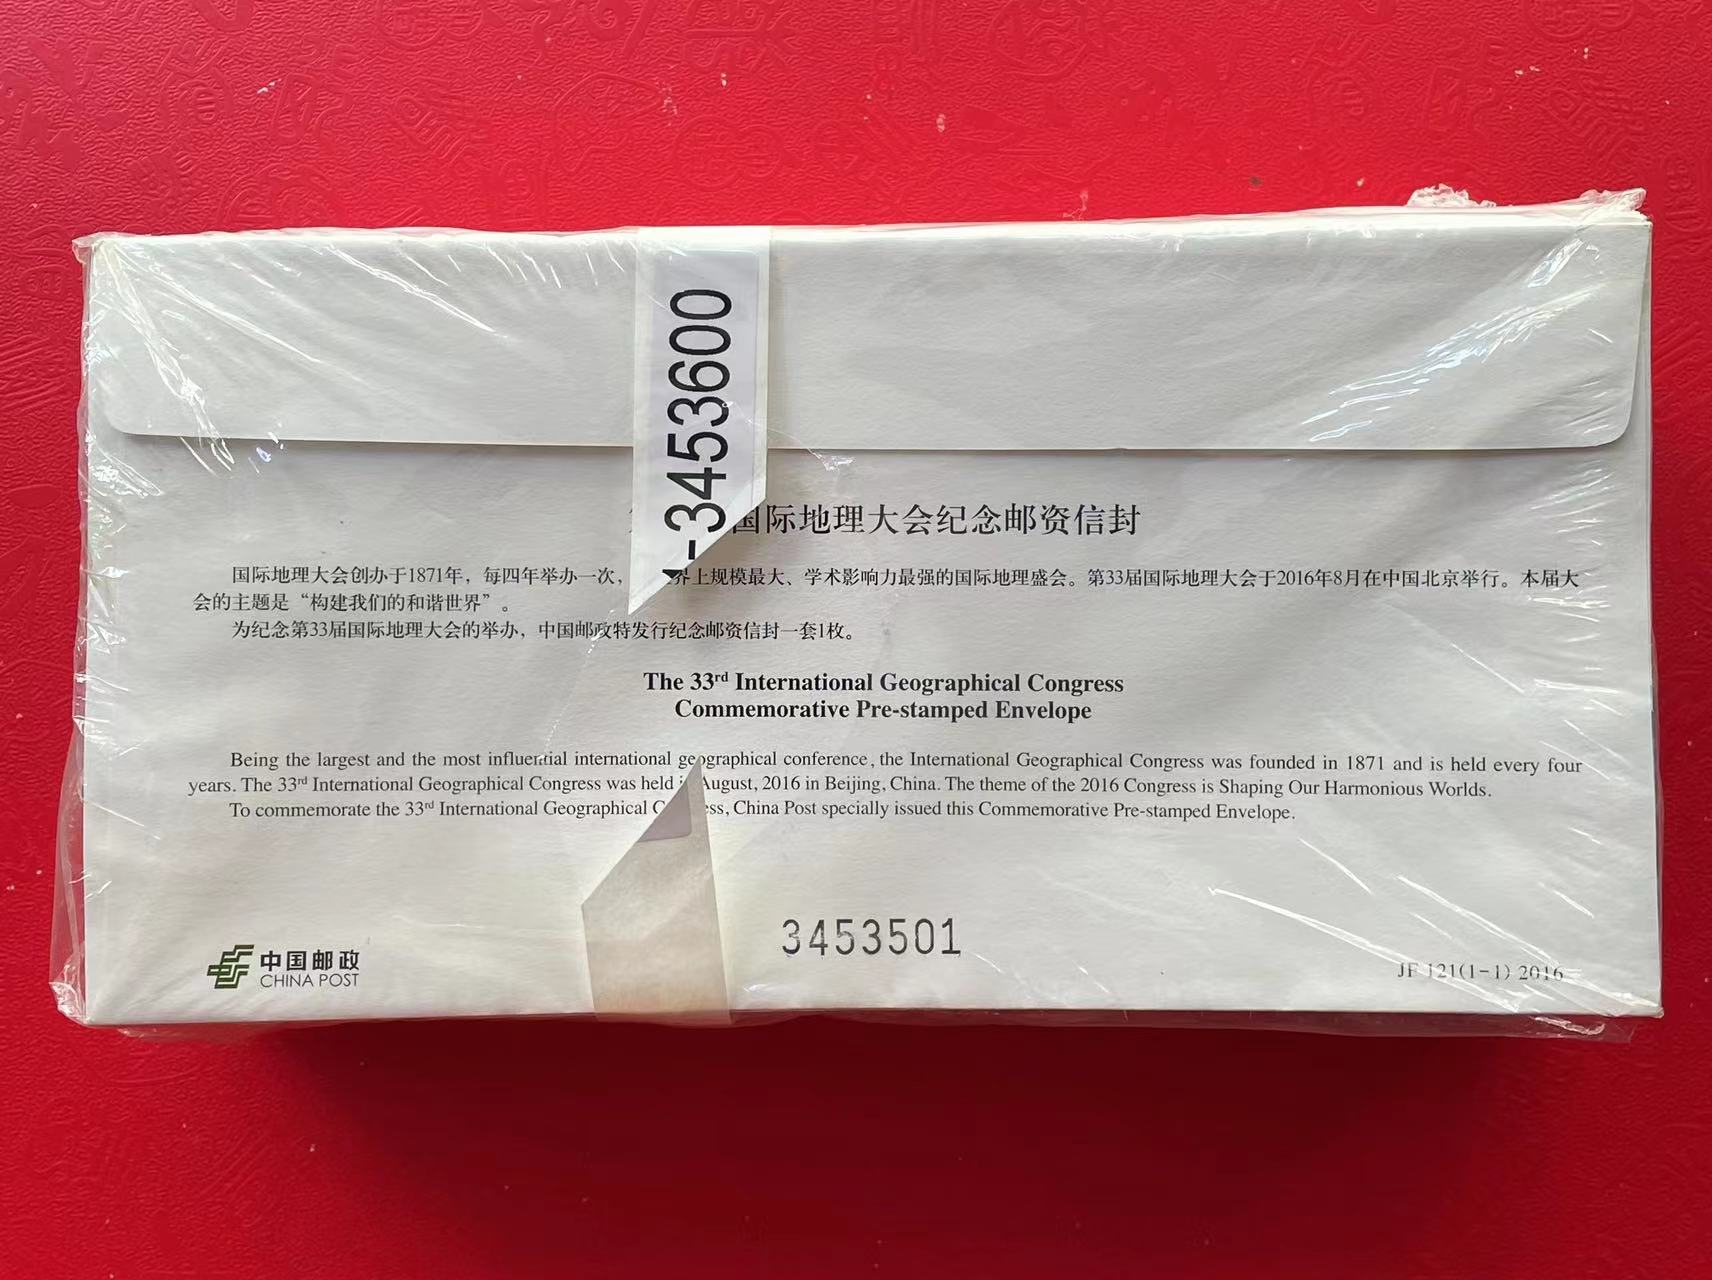 -3453600
国际地理大会纪念邮资信封
国际地理大会创办于1871年，每四年举办一次，界上规模最大、学术影响力最强的国际地理盛会。第33届国际地理大会于2016年8月在中国北京举行。本届大
会的主题是“构建我们的和谐世界”。
为纪念第33届国际地理大会的举办，中国邮政特发行纪念邮资信封一套1枚。
The 33rd International Geographical Congress
Commemorative Pre-stamped Envelope
Being the largest and the most influential international geographical conference, the International Geographical Congress was founded in 1871 and is held every four
years. The 33rd International Geographical Congress was held August, 2016 in Beijing, China. The theme of the 2016 Congress is Shaping Our Harmonious Worlds.
To commemorate the 33rd International Geographical ess, China Post specially issued this Commemorative Pre-stamped Envelope.
3453501
中国邮政
CHINA POST
JF 121(1-1) 2016